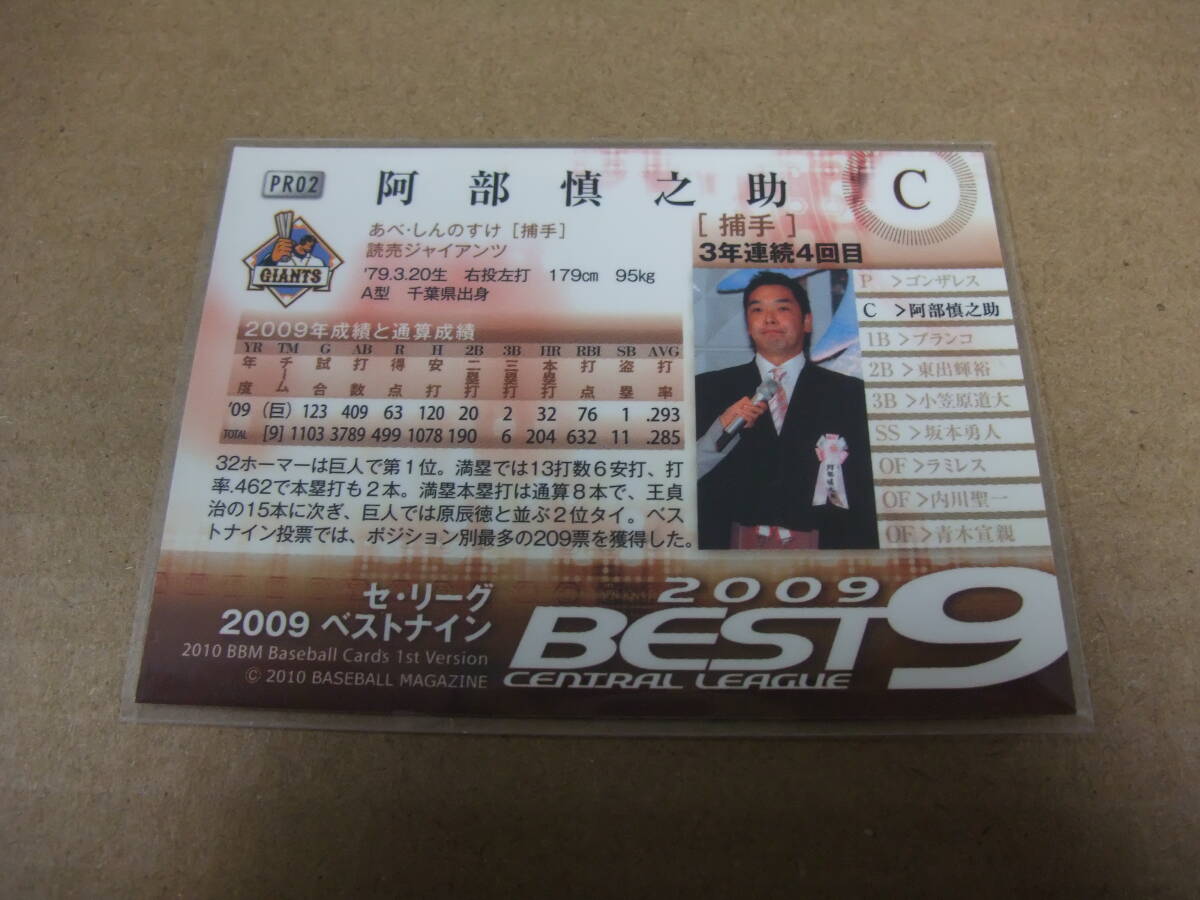 PR02
阿部慎之助
C
GIANTS
あべ・しんのすけ [捕手]
読売ジャイアンツ
'79.3.20生 右投左打 179cm 95kg
A型 千葉県出身
[捕手]
3年連続4回目
P >ゴンザレス
C >阿部慎之助
1B >ブランコ
2B >東出輝裕
3B >小笠原道大
SS >坂本勇人
OF >ラミレス
OF >内川聖一
OF >青木宣親
2009年成績と通算成績
YR TM G AB R H 2B 3B HR RBI SB AVG
年度 チーム 試合 打数 得点 安打 二塁打 三塁打 本塁打 打点 盗塁 打率
'09 (巨) 123 409 63 120 20 2 32 76 1 .293
TOTAL [9] 1103 3789 499 1078 190 6 204 632 11 .285
32ホーマーは巨人で第1位。満塁では13打数6安打、打
率.462で本塁打も2本。満塁本塁打は通算8本で、王貞
治の15本に次ぎ、巨人では原辰徳と並ぶ2位タイ。ベス
トナイン投票では、ポジション別最多の209票を獲得した。
セ・リーグ
2009 ベストナイン
2010 BBM Baseball Cards 1st Version
© 2010 BASEBALL MAGAZINE
2009
BEST 9
CENTRAL LEAGUE